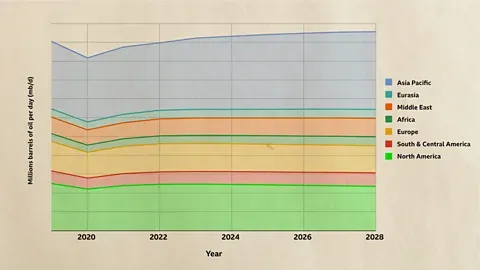 Millions barrels of oil per day (mb/d)
Asia Pacific
Eurasia
Middle East
Africa
Europe
South & Central America
North America
2020
2022
2024
2026
2028
Year